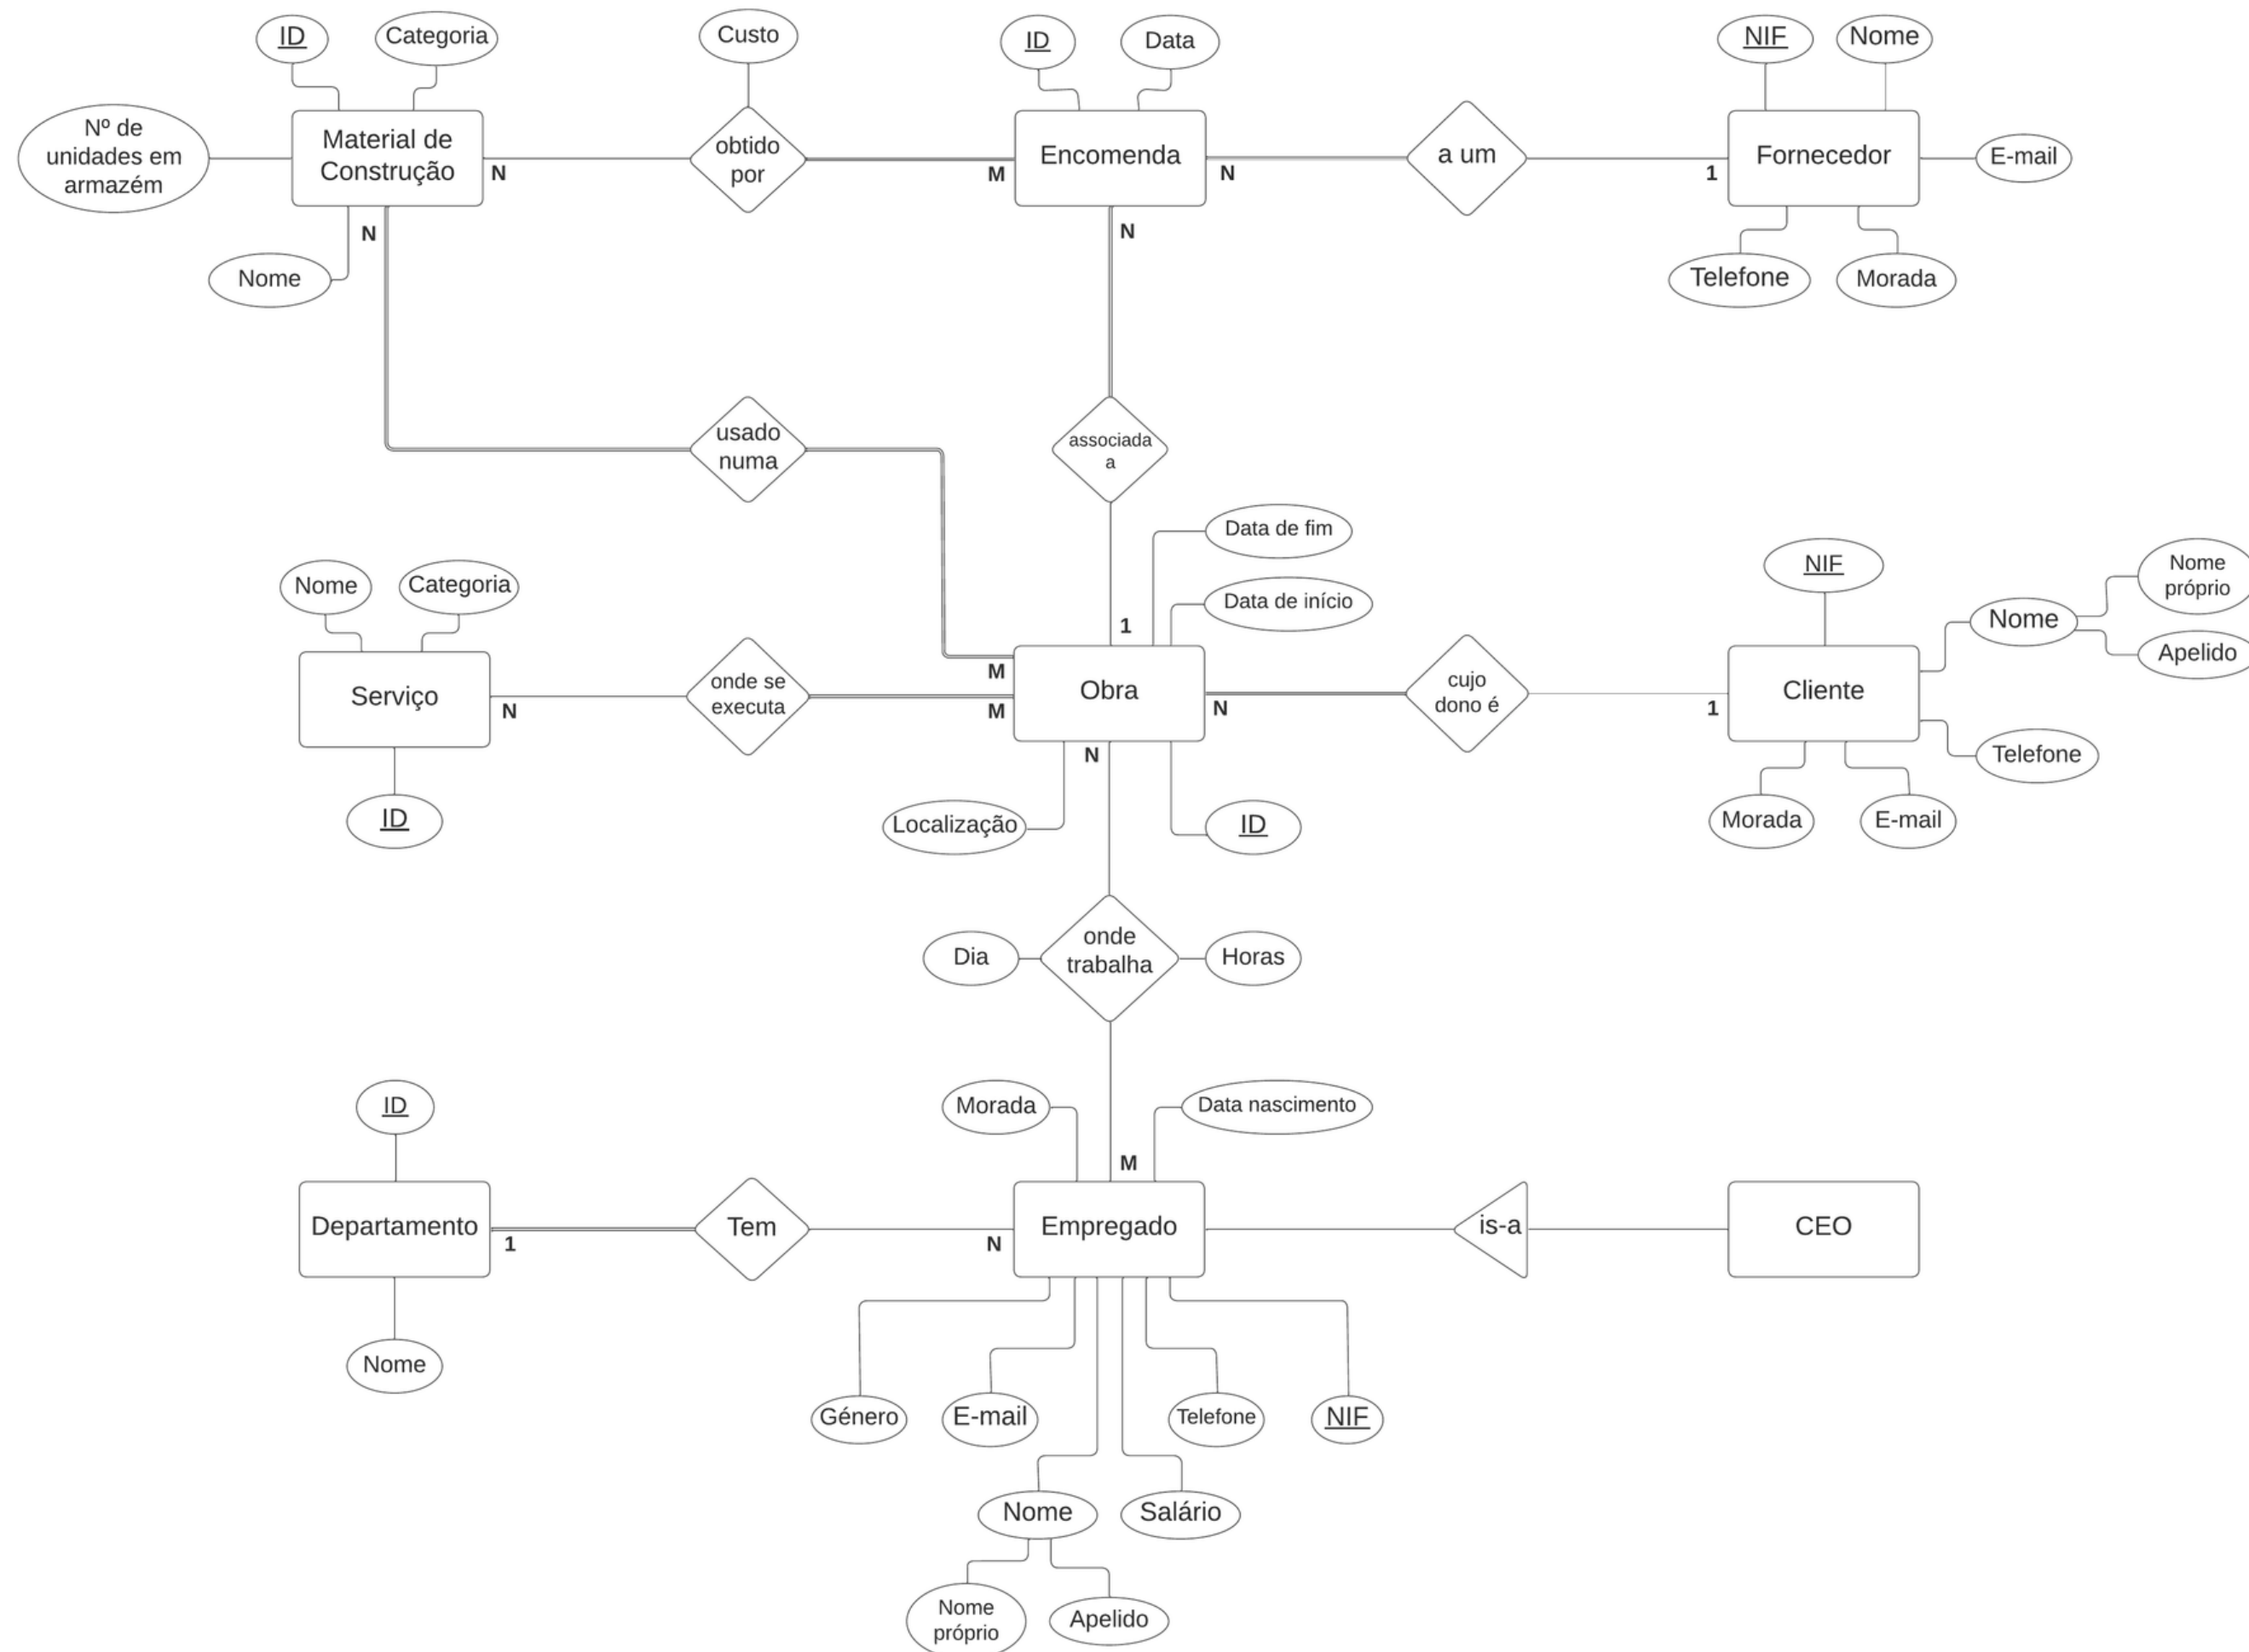 ID
Categoria
Custo
ID
Data
NIF
Nome
Nº de
unidades em
armazém
Material de
Construção
N
obtido
por
M
Encomenda
N
a um
1
Fornecedor
E-mail
N
Nome
N
Telefone
Morada
usado
numa
associada
a
Data de fim
Data de início
1
Nome
Categoria
NIF
Nome
Nome
próprio
Apelido
Serviço
N
onde se
executa
M
M
Obra
N
cujo
dono é
1
Cliente
Telefone
ID
N
Localização
ID
Morada
E-mail
Dia
onde
trabalha
Horas
ID
Morada
Data nascimento
M
Departamento
1
Tem
N
Empregado
is-a
CEO
Nome
Género
E-mail
Telefone
NIF
Nome
Salário
Nome
próprio
Apelido